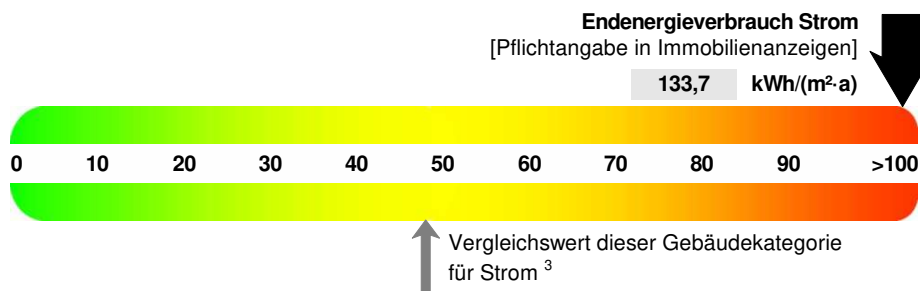 Endenergieverbrauch Strom
[Pflichtangabe in Immobilienanzeigen]
133,7 kWh/(m²·a)
0 10 20 30 40 50 60 70 80 90 >100
Vergleichswert dieser Gebäudekategorie
für Strom ³